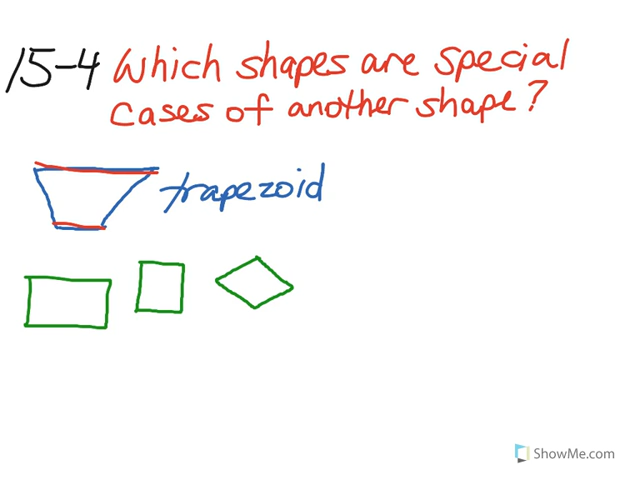 15-4 Which shapes are special
cases of another shape?
trapezoid
ShowMe.com